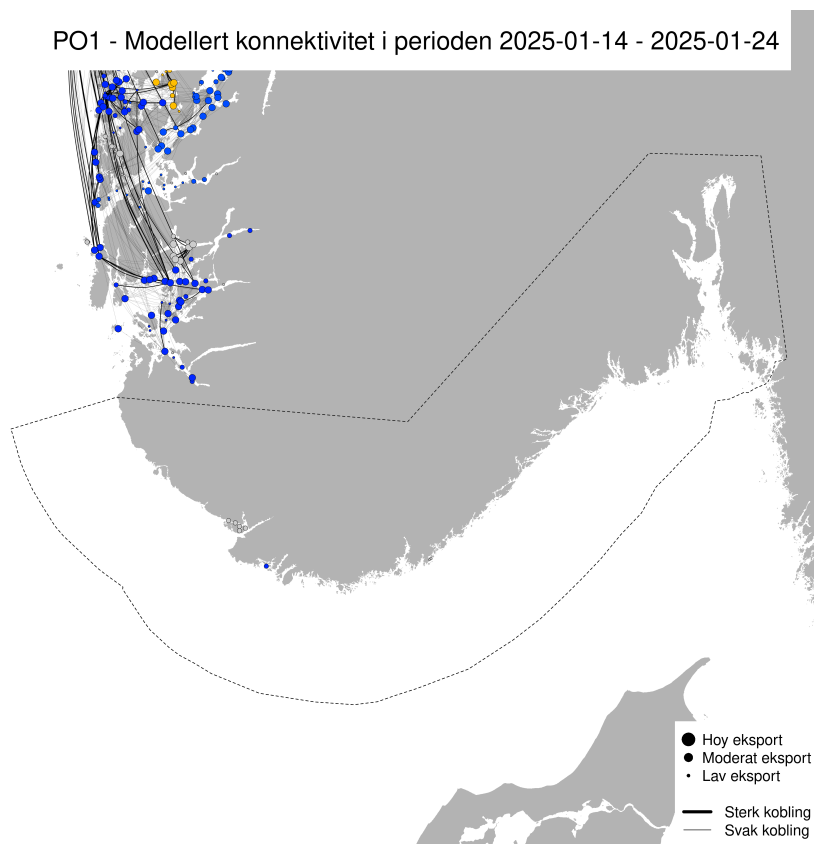 PO1 - Modellert konnektivitet i perioden 2025-01-14 - 2025-01-24
Hoy eksport
Moderat eksport
Lav eksport
Sterk kobling
Svak kobling